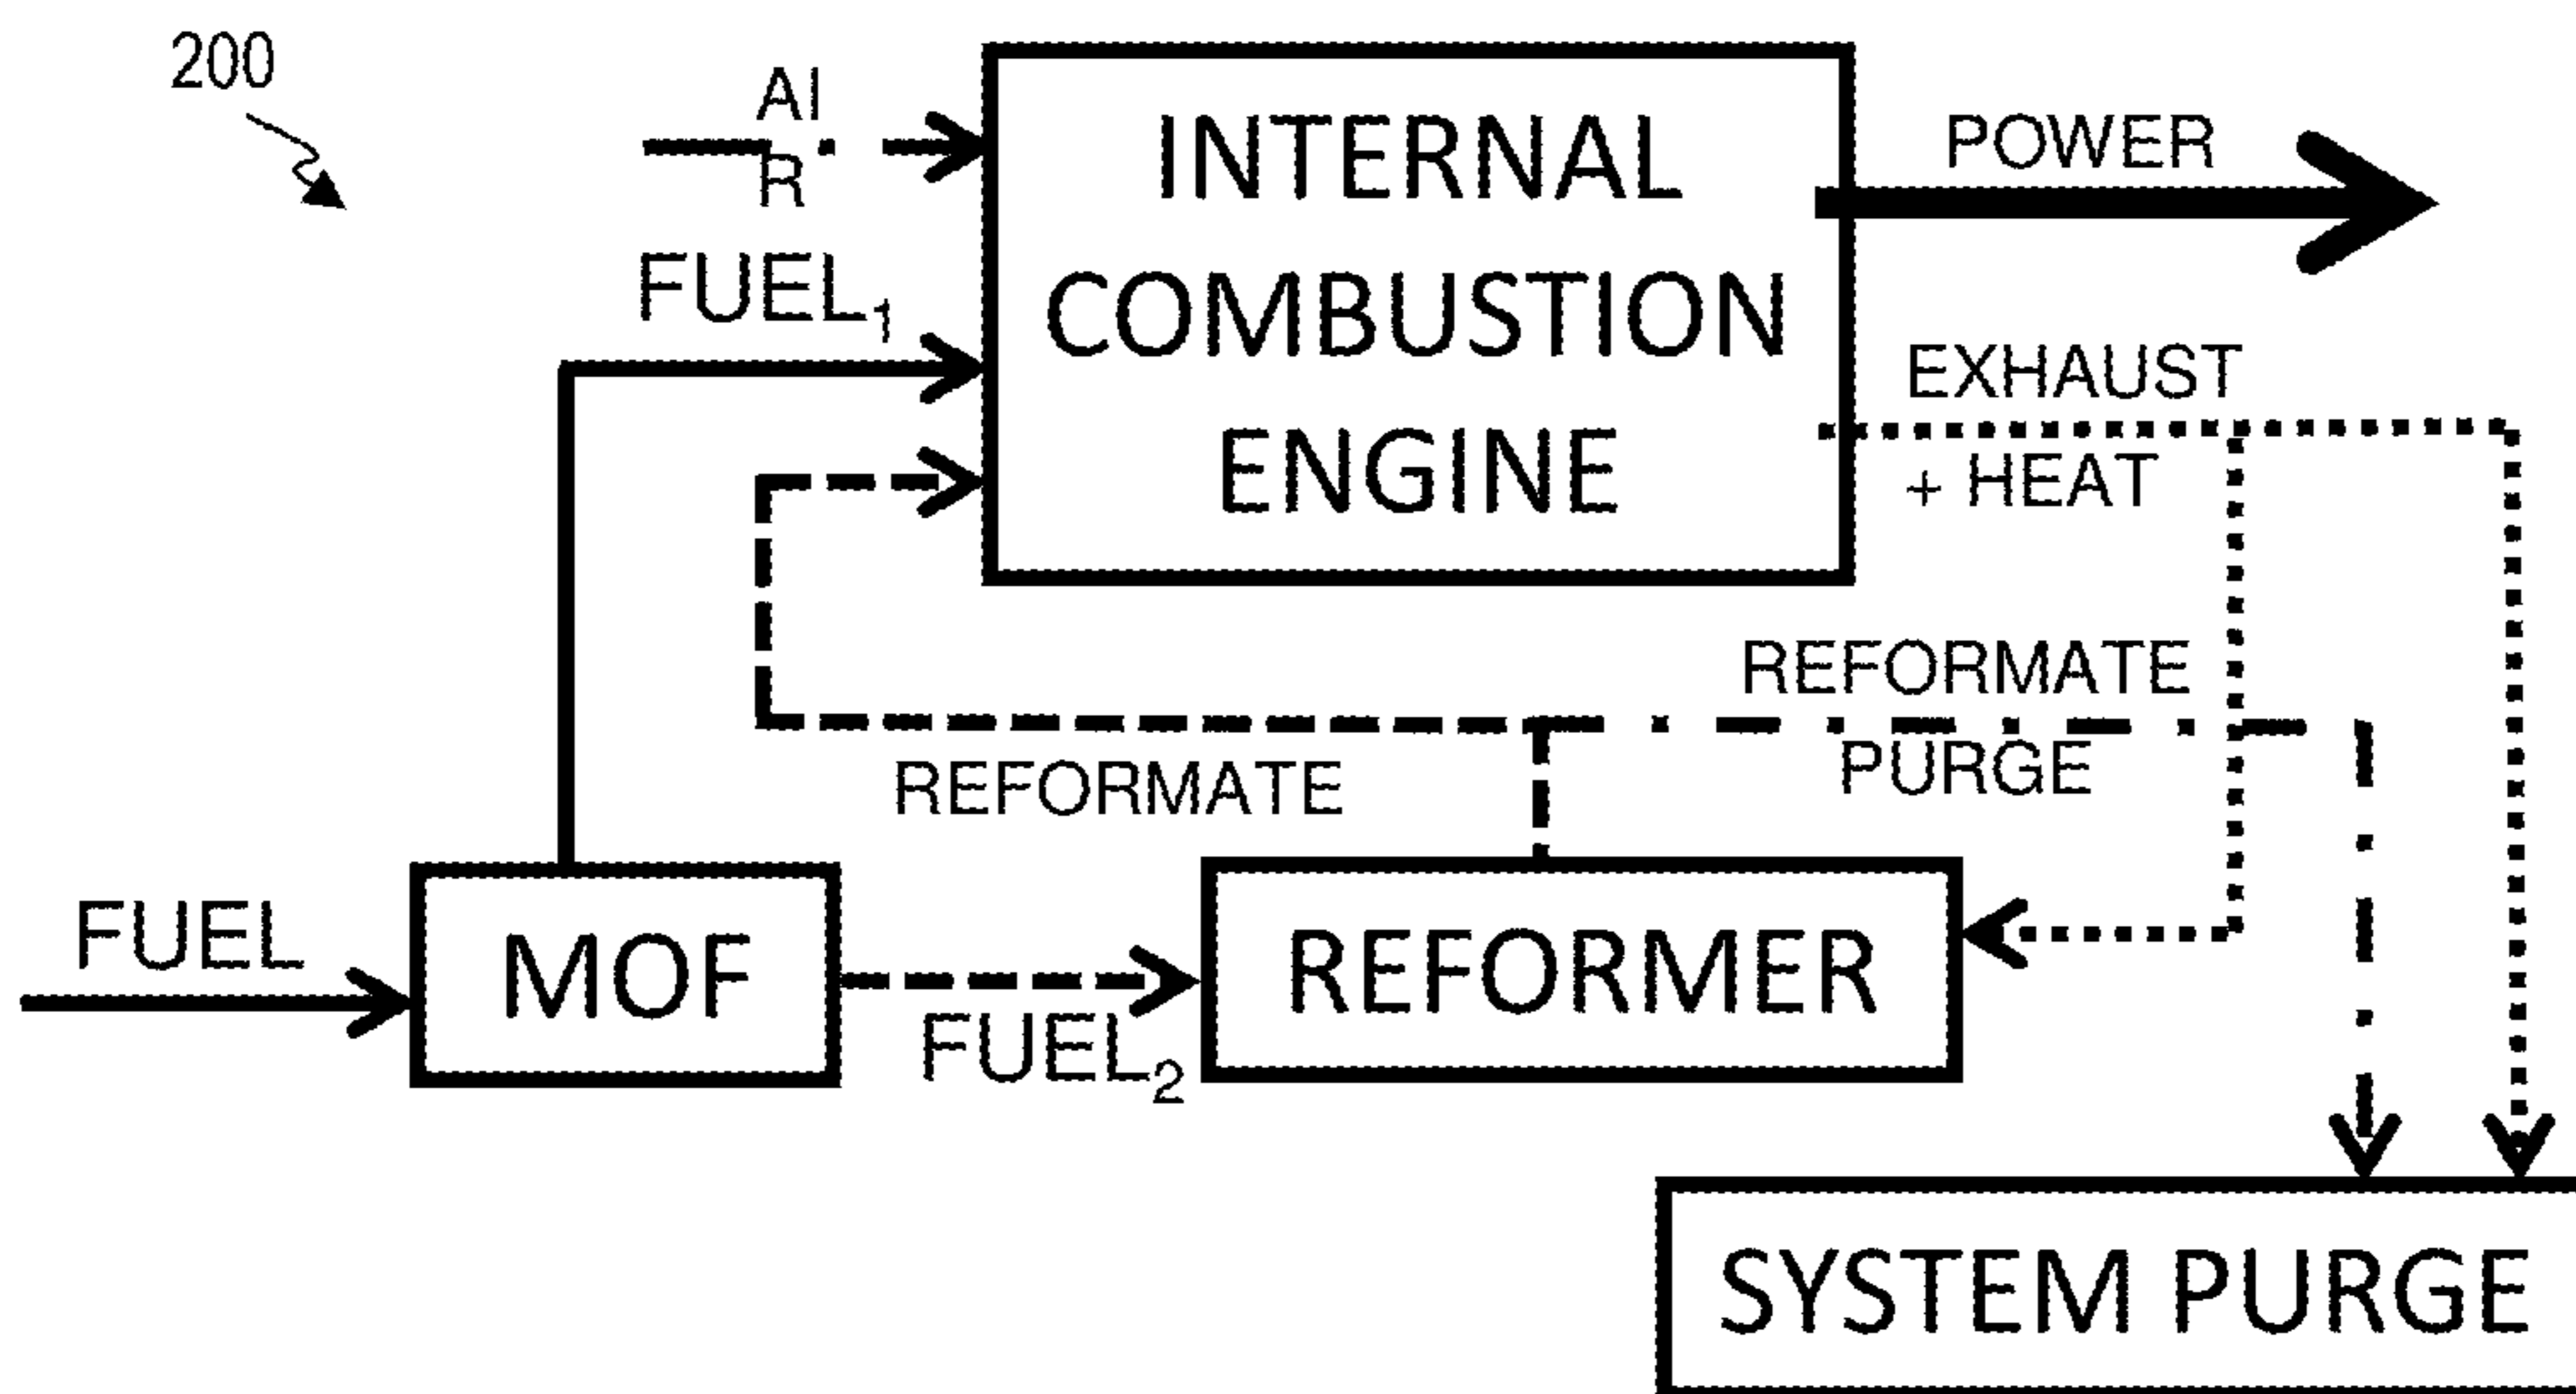 200
AI
R
INTERNAL
COMBUSTION
ENGINE
POWER
FUEL₁
EXHAUST
+ HEAT
REFORMATE
PURGE
REFORMATE
FUEL
MOF
REFORMER
FUEL₂
SYSTEM PURGE